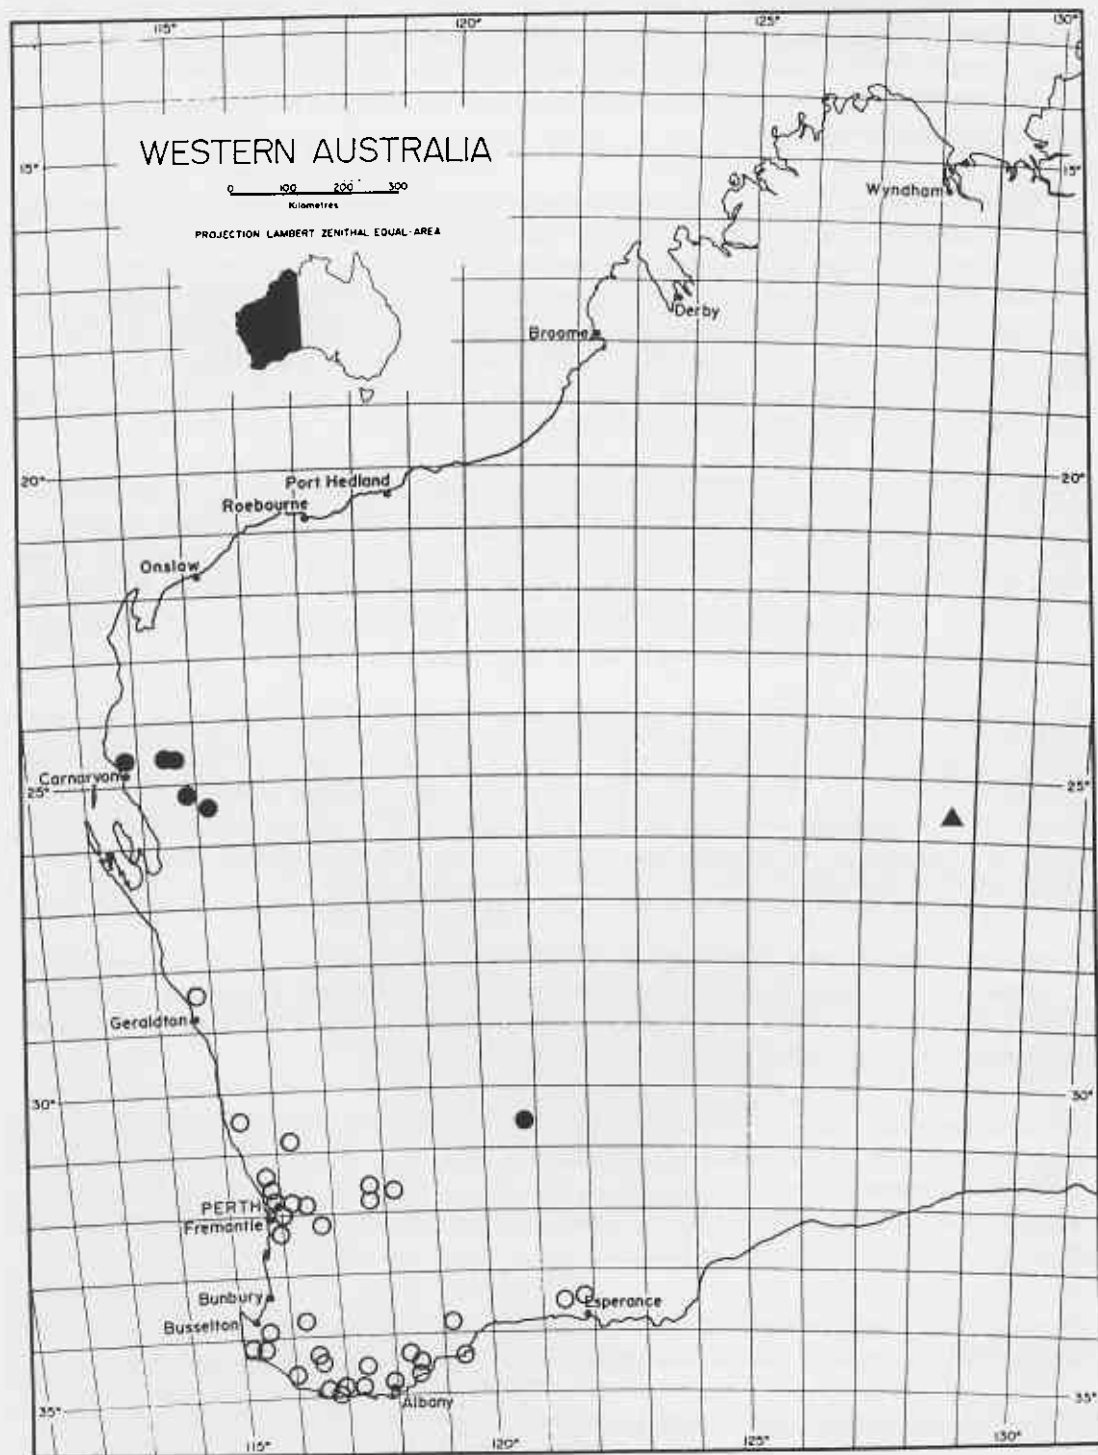 115°
120°
125°
130°
WESTERN AUSTRALIA
0 100 200 300
Kilometres
PROJECTION LAMBERT ZENITHAL EQUAL-AREA
15°
15°
Wyndham
Derby
Broome
20°
20°
Port Hedland
Roebourne
Onslow
Carnarvon
25°
25°
Geraldton
30°
30°
PERTH
Fremantle
Bunbury
Esperance
Busselton
Albany
35°
35°
115°
120°
125°
130°